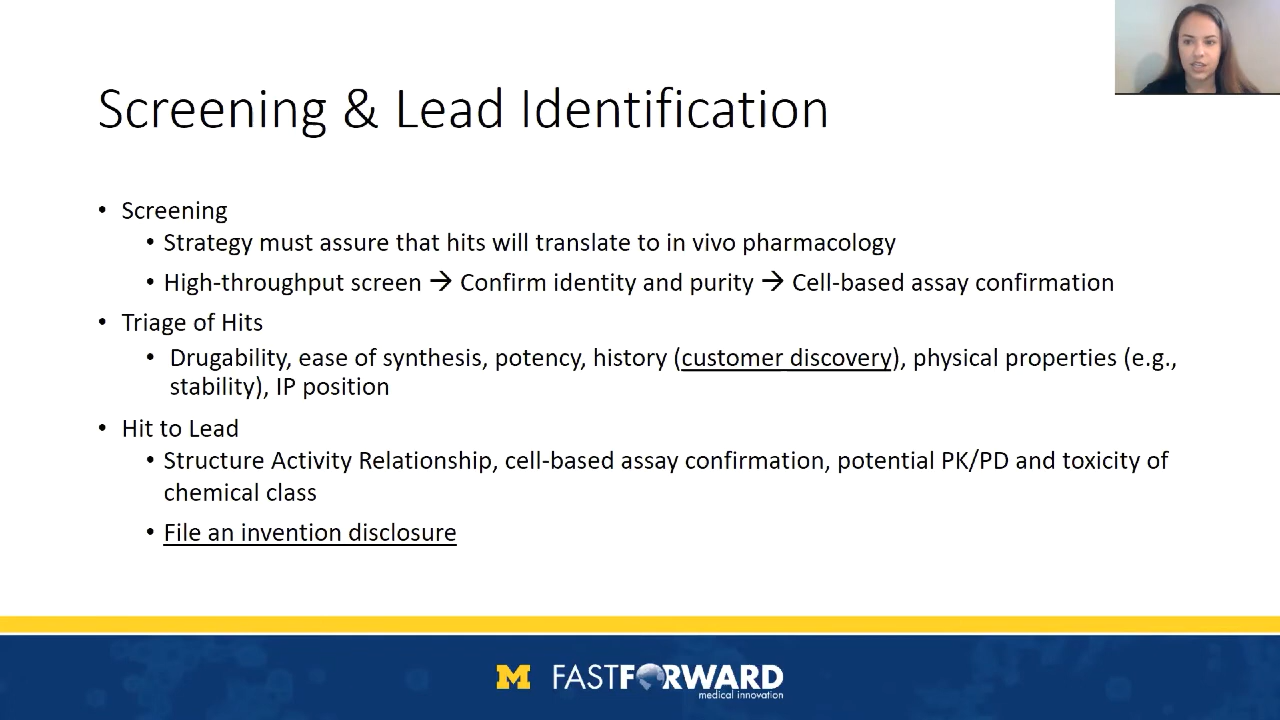 Screening & Lead Identification
• Screening
• Strategy must assure that hits will translate to in vivo pharmacology
• High-throughput screen → Confirm identity and purity → Cell-based assay confirmation
• Triage of Hits
• Drugability, ease of synthesis, potency, history (customer discovery), physical properties (e.g.,
stability), IP position
• Hit to Lead
• Structure Activity Relationship, cell-based assay confirmation, potential PK/PD and toxicity of
chemical class
• File an invention disclosure
M FASTFORWARD
medical innovation